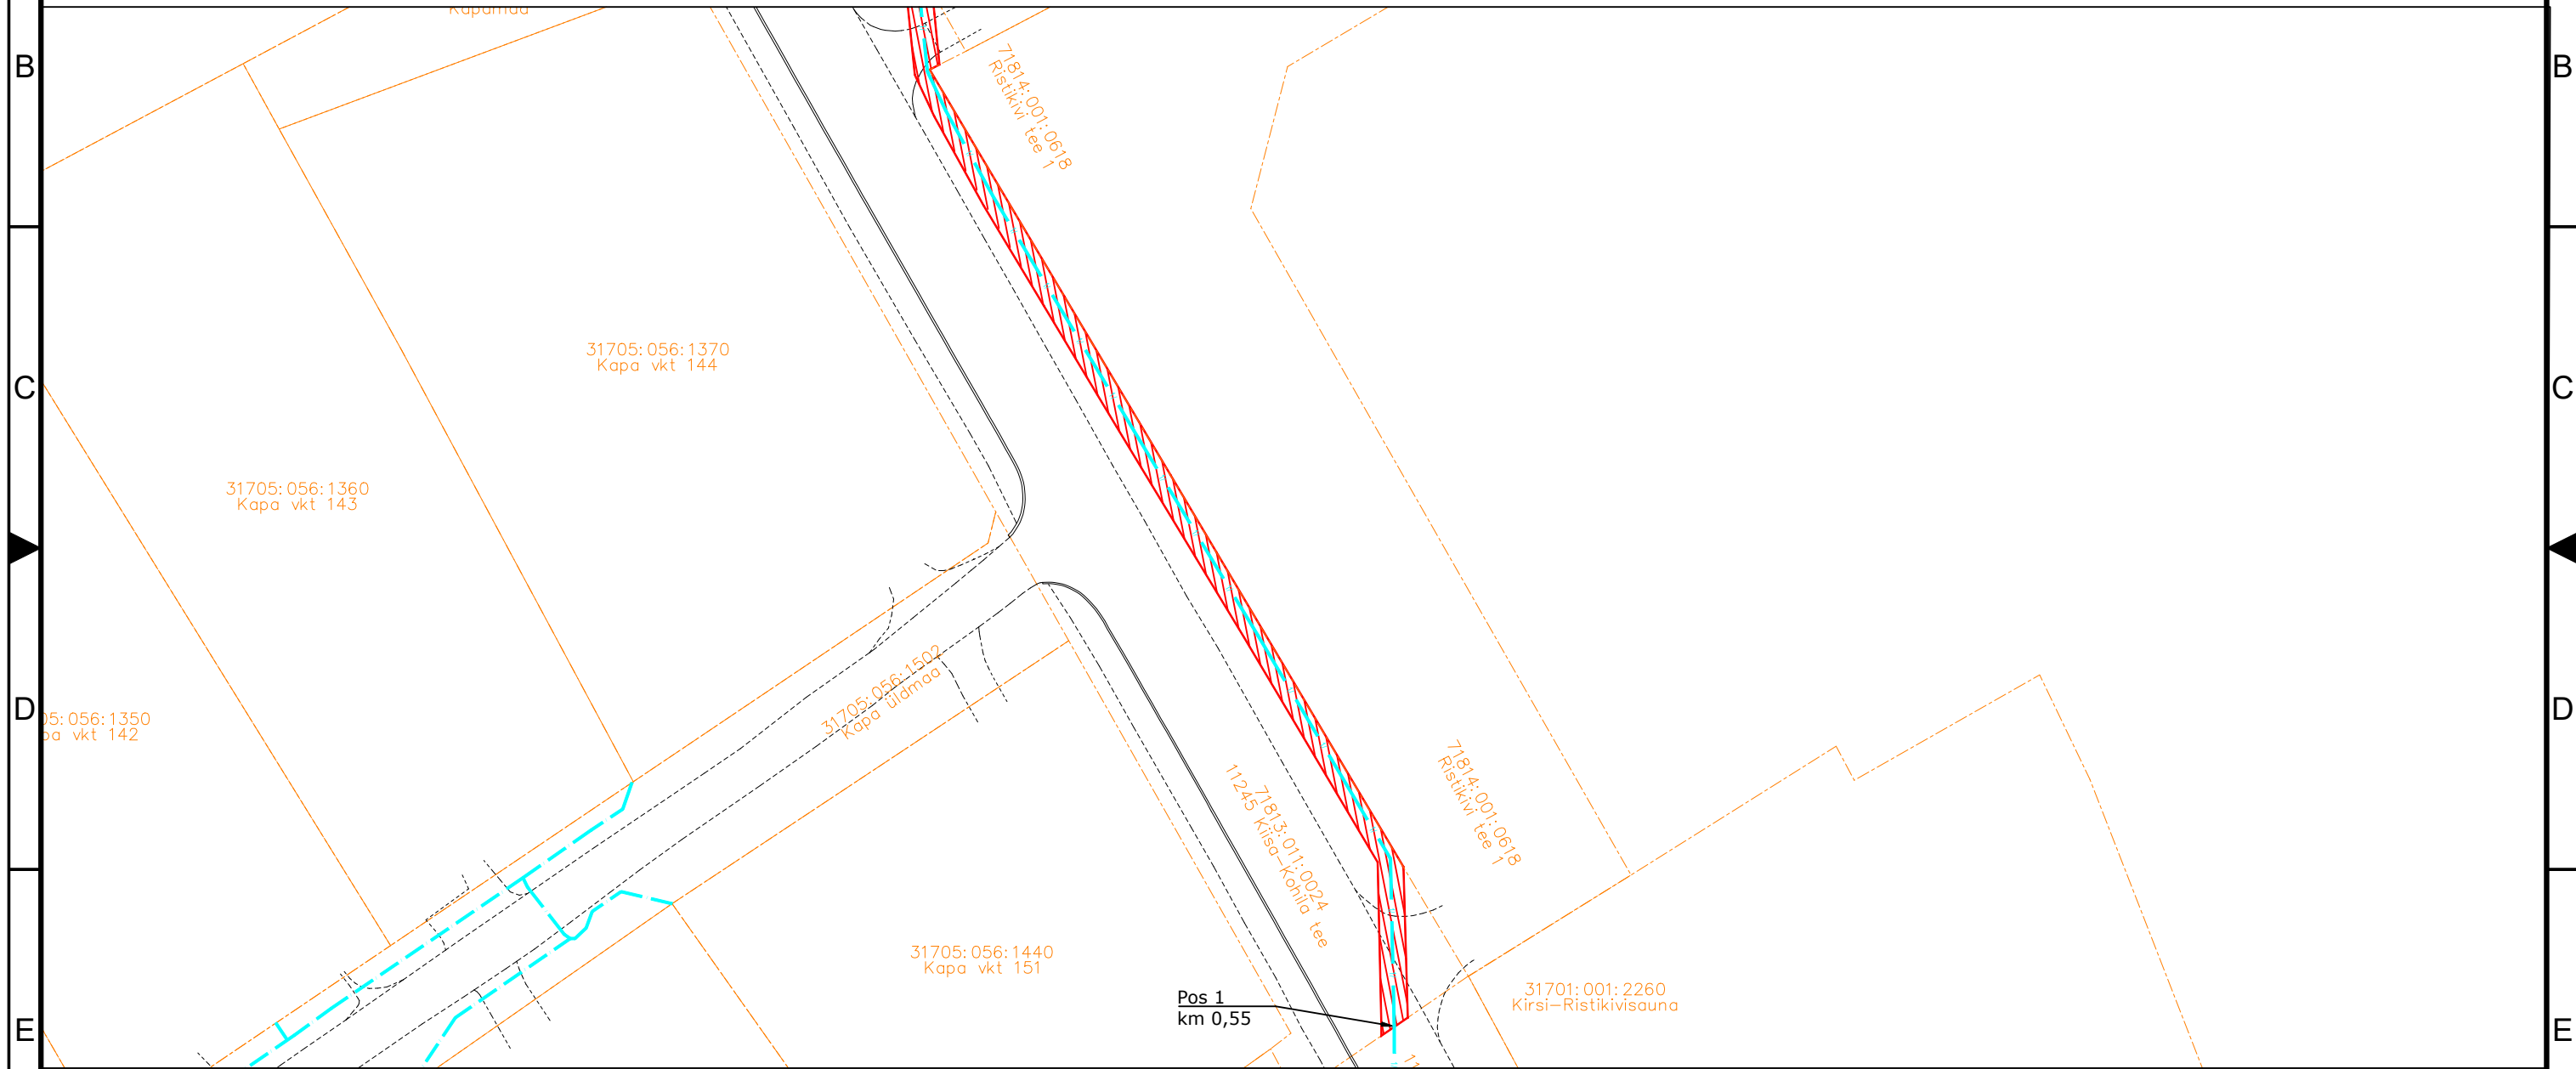 Kapamaa
B
B
71814:001:0618
Ristikivi tee 1
31705:056:1370
Kapa vkt 144
C
C
31705:056:1360
Kapa vkt 143
31705:056:1502
Kapa üldmaa
D
D
05:056:1350
pa vkt 142
71814:001:0618
Ristikivi tee 1
71813:011:0024
11245 Kiisa-Kohila tee
31705:056:1440
Kapa vkt 151
Pos 1
km 0,55
31701:001:2260
Kirsi-Ristikivisauna
E
E